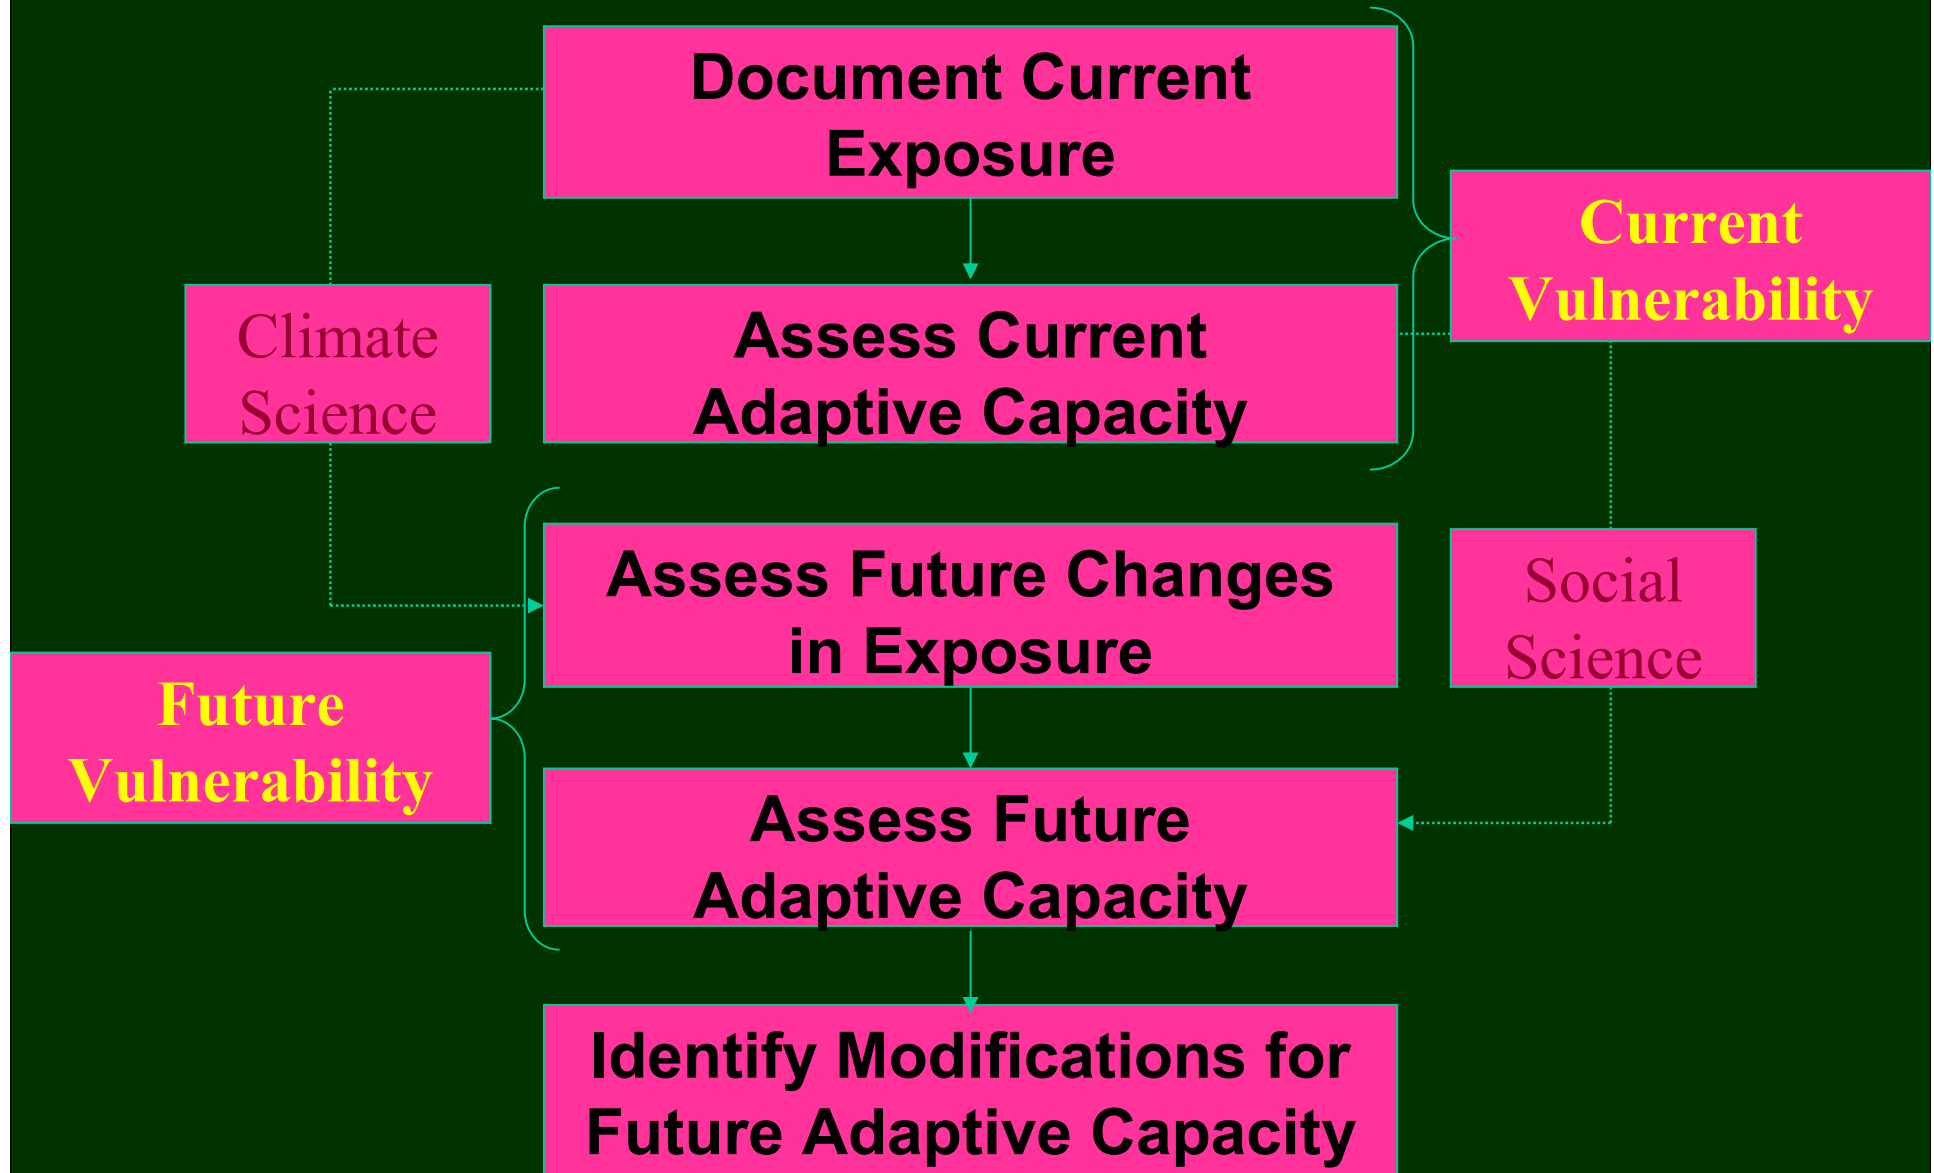 Document Current
Exposure
Current
Vulnerability
Climate
Science
Assess Current
Adaptive Capacity
Assess Future Changes
in Exposure
Social
Science
Future
Vulnerability
Assess Future
Adaptive Capacity
Identify Modifications for
Future Adaptive Capacity